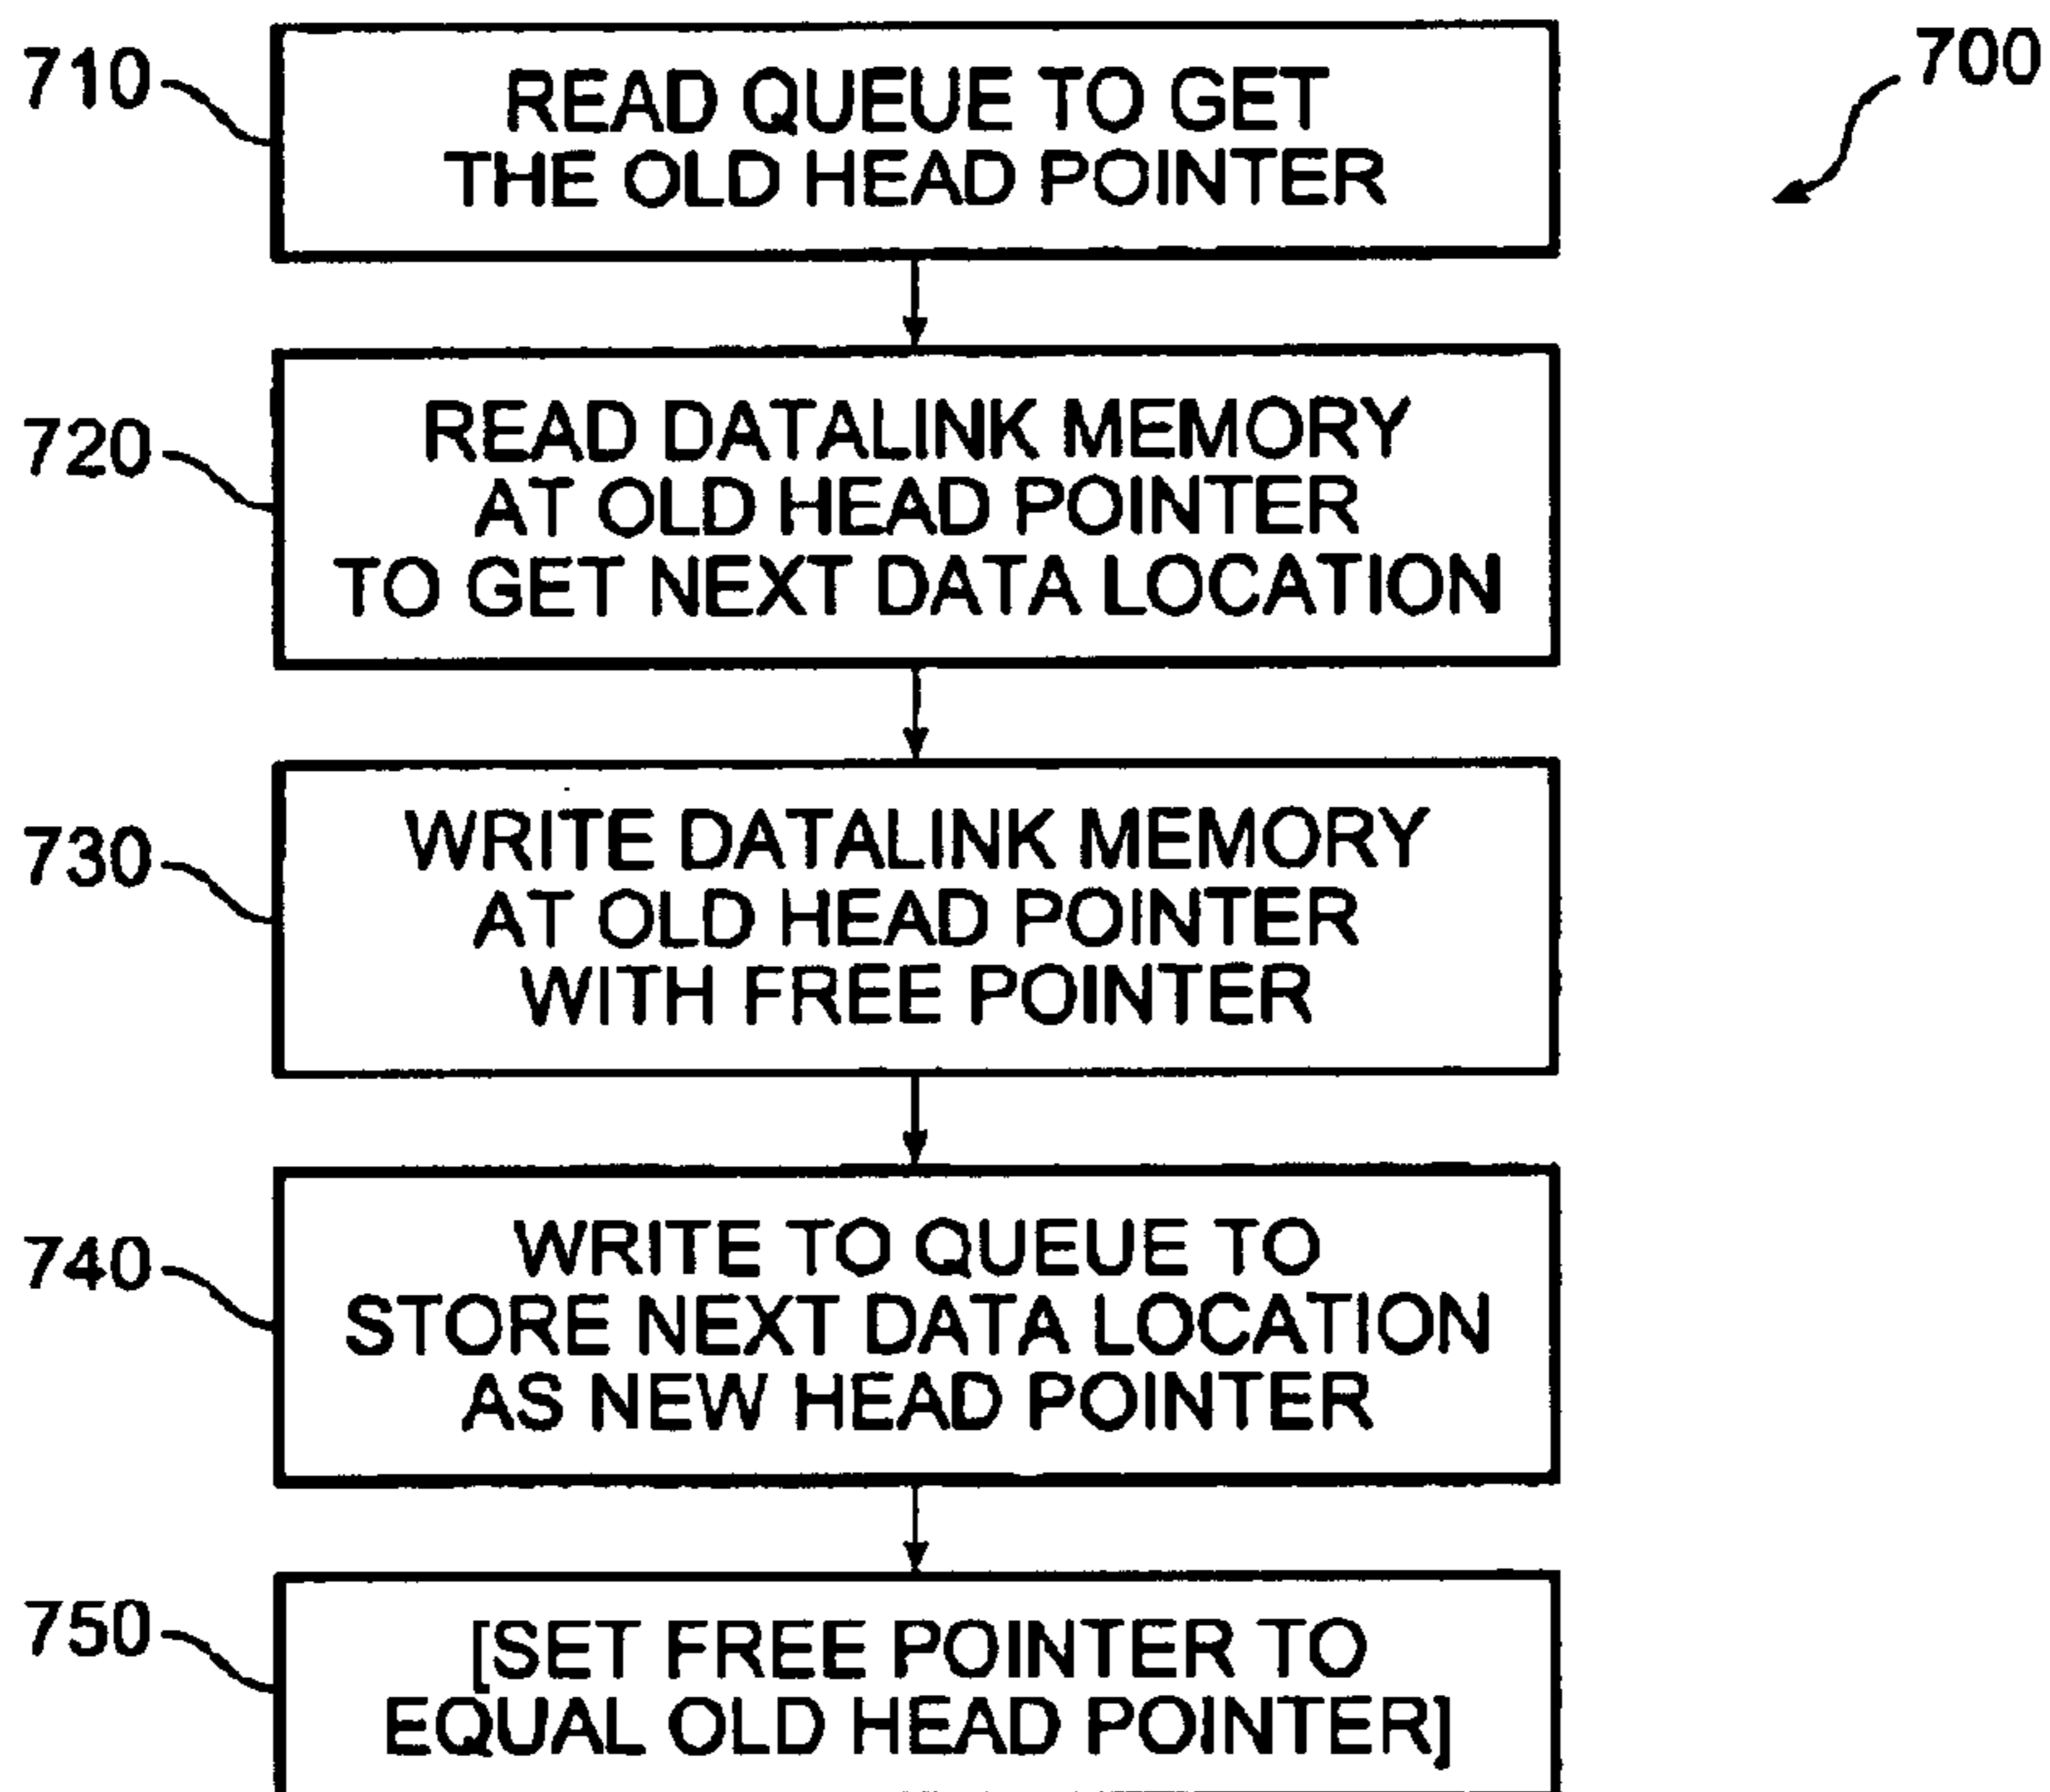 710
READ QUEUE TO GET
THE OLD HEAD POINTER
700
720
READ DATALINK MEMORY
AT OLD HEAD POINTER
TO GET NEXT DATA LOCATION
730
WRITE DATALINK MEMORY
AT OLD HEAD POINTER
WITH FREE POINTER
740
WRITE TO QUEUE TO
STORE NEXT DATA LOCATION
AS NEW HEAD POINTER
750
[SET FREE POINTER TO
EQUAL OLD HEAD POINTER]